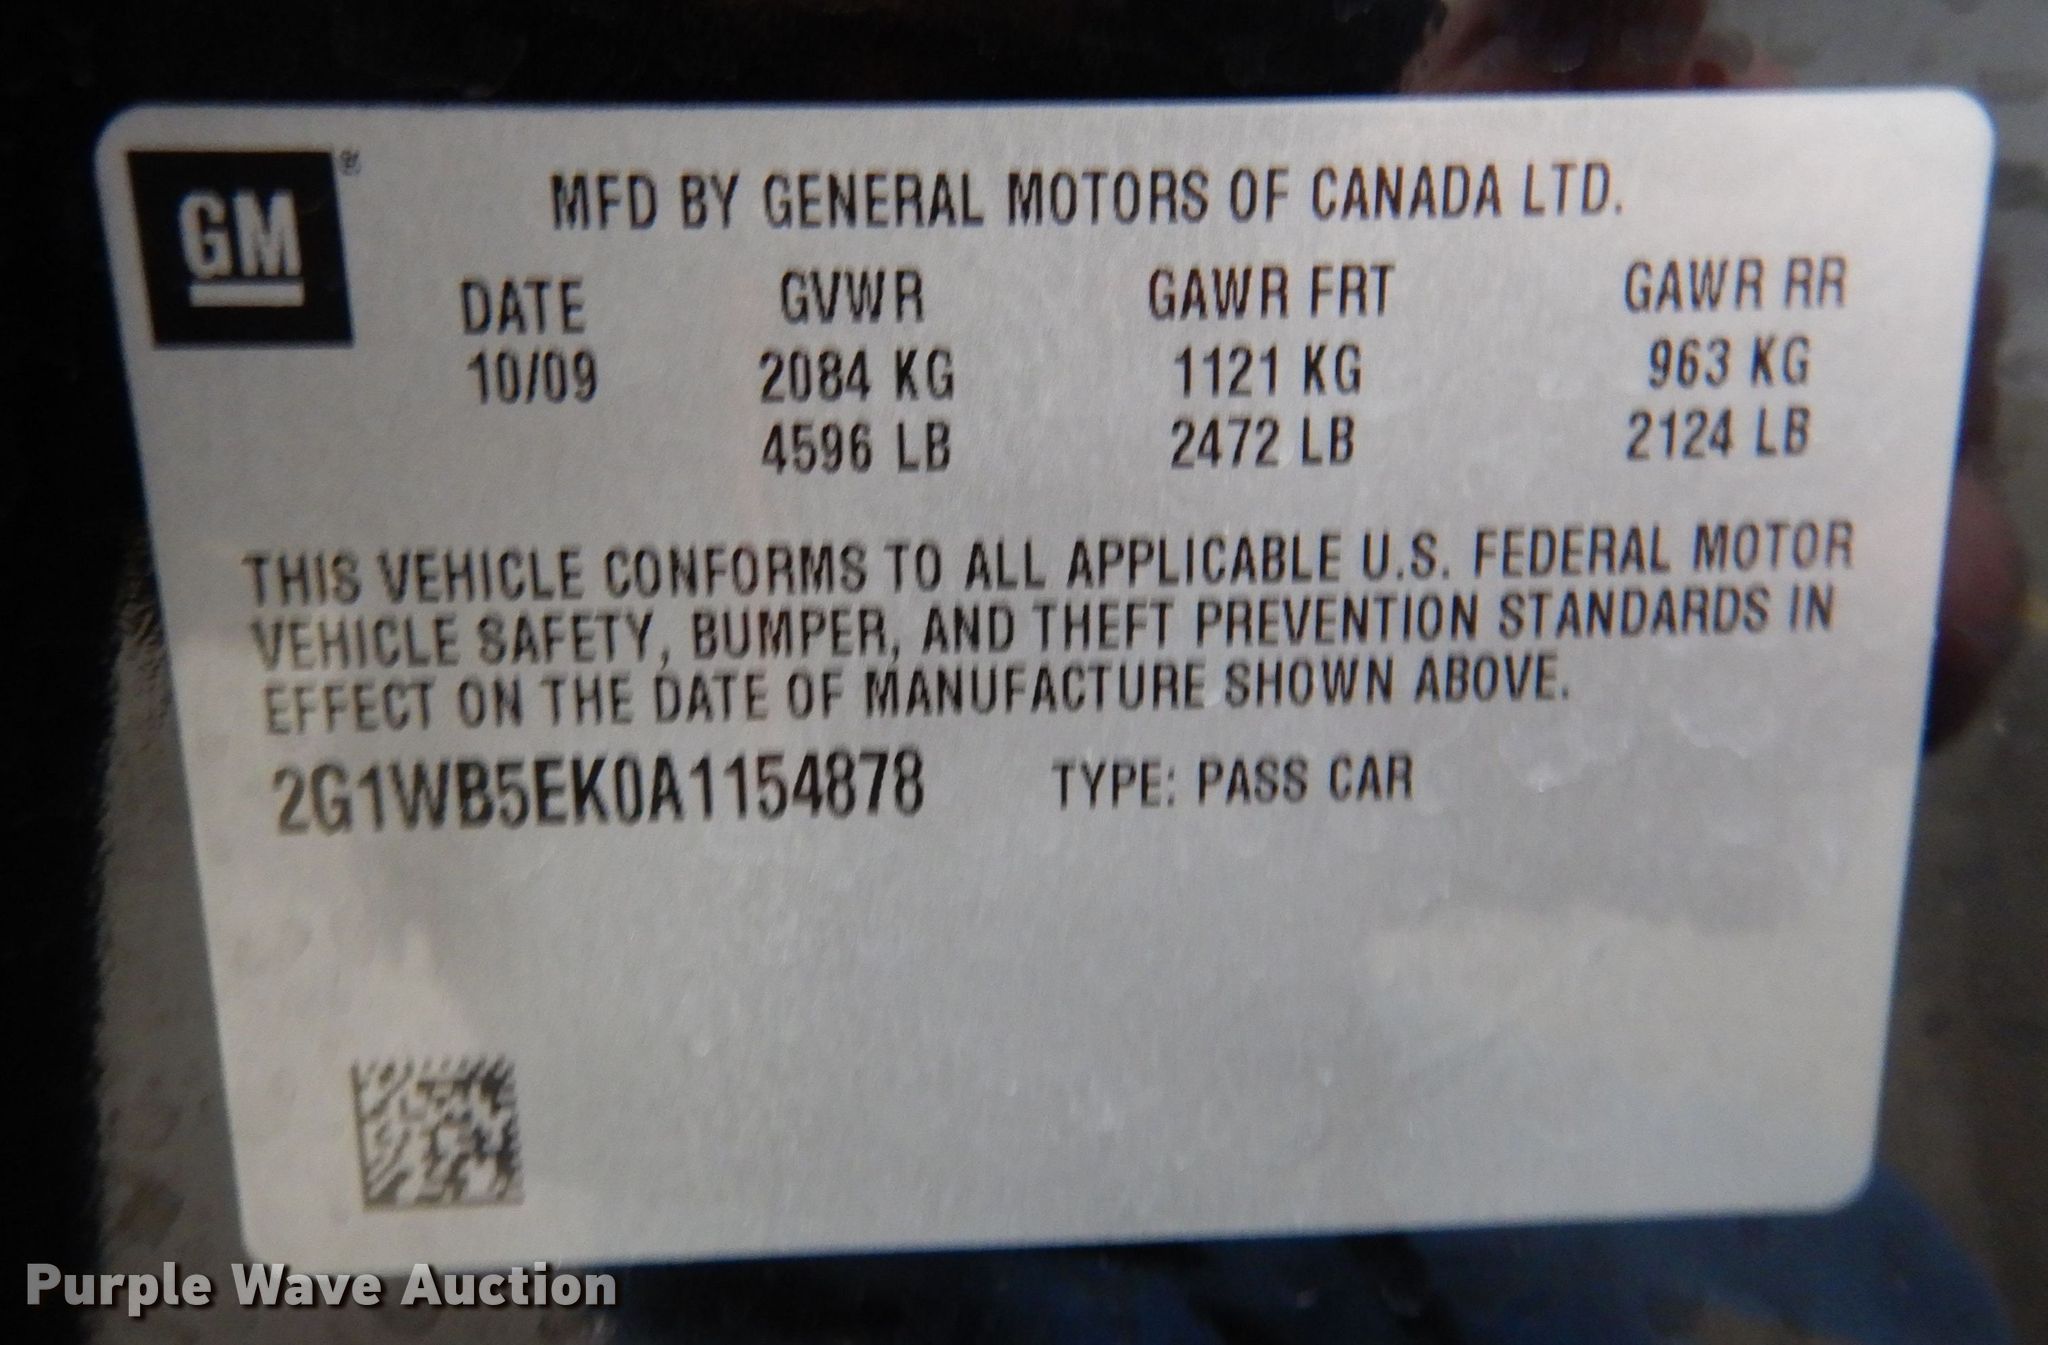 GM ®
MFD BY GENERAL MOTORS OF CANADA LTD.
DATE GVWR GAWR FRT GAWR RR
10/09 2084 KG 1121 KG 963 KG
4596 LB 2472 LB 2124 LB
THIS VEHICLE CONFORMS TO ALL APPLICABLE U.S. FEDERAL MOTOR
VEHICLE SAFETY, BUMPER, AND THEFT PREVENTION STANDARDS IN
EFFECT ON THE DATE OF MANUFACTURE SHOWN ABOVE.
2G1WB5EK0A1154878 TYPE: PASS CAR
Purple Wave Auction